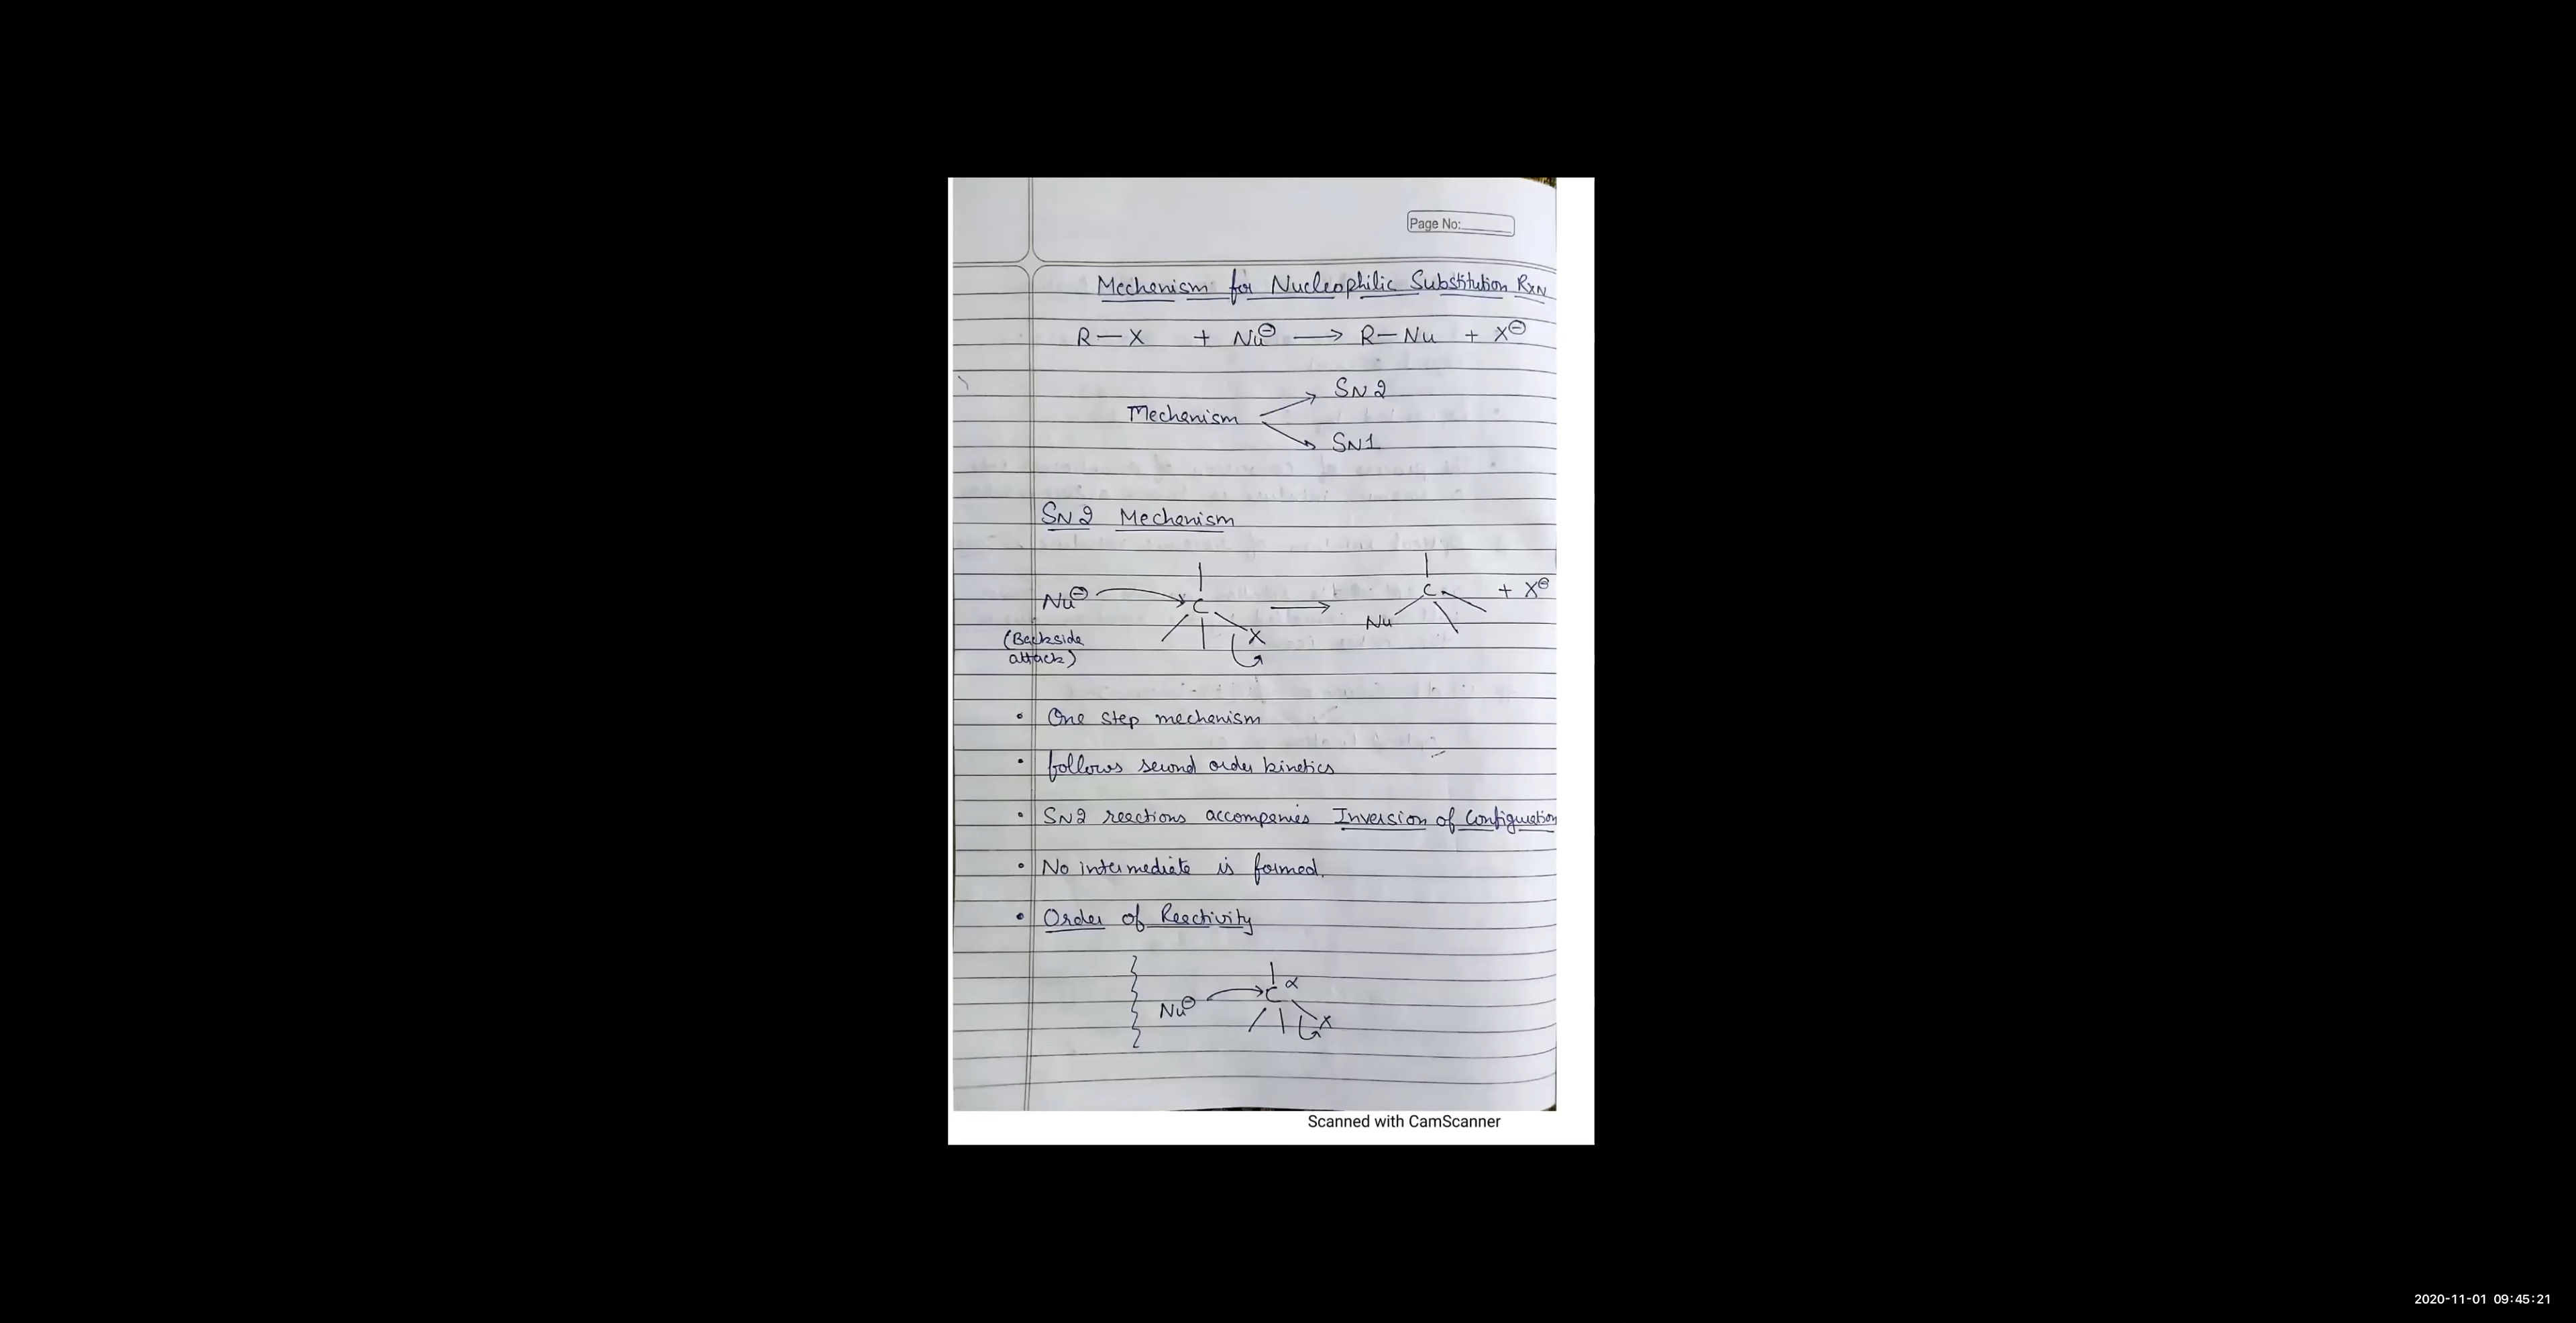 Page No:
Mechanism for Nucleophilic Substitution RXN
R—X + Nu⊖ → R—Nu + X⊖
SN2
Mechanism
SN1
SN2 Mechanism
Nu⊖ C X → C Nu + X⊖
(Backside
attack)
• One step mechanism
• follows second order kinetics
• SN2 reactions accompanies Inversion of Configuration
• No intermediate is formed.
• Order of Reactivity
Nu⊖ C α X
Scanned with CamScanner
2020-11-01 09:45:21